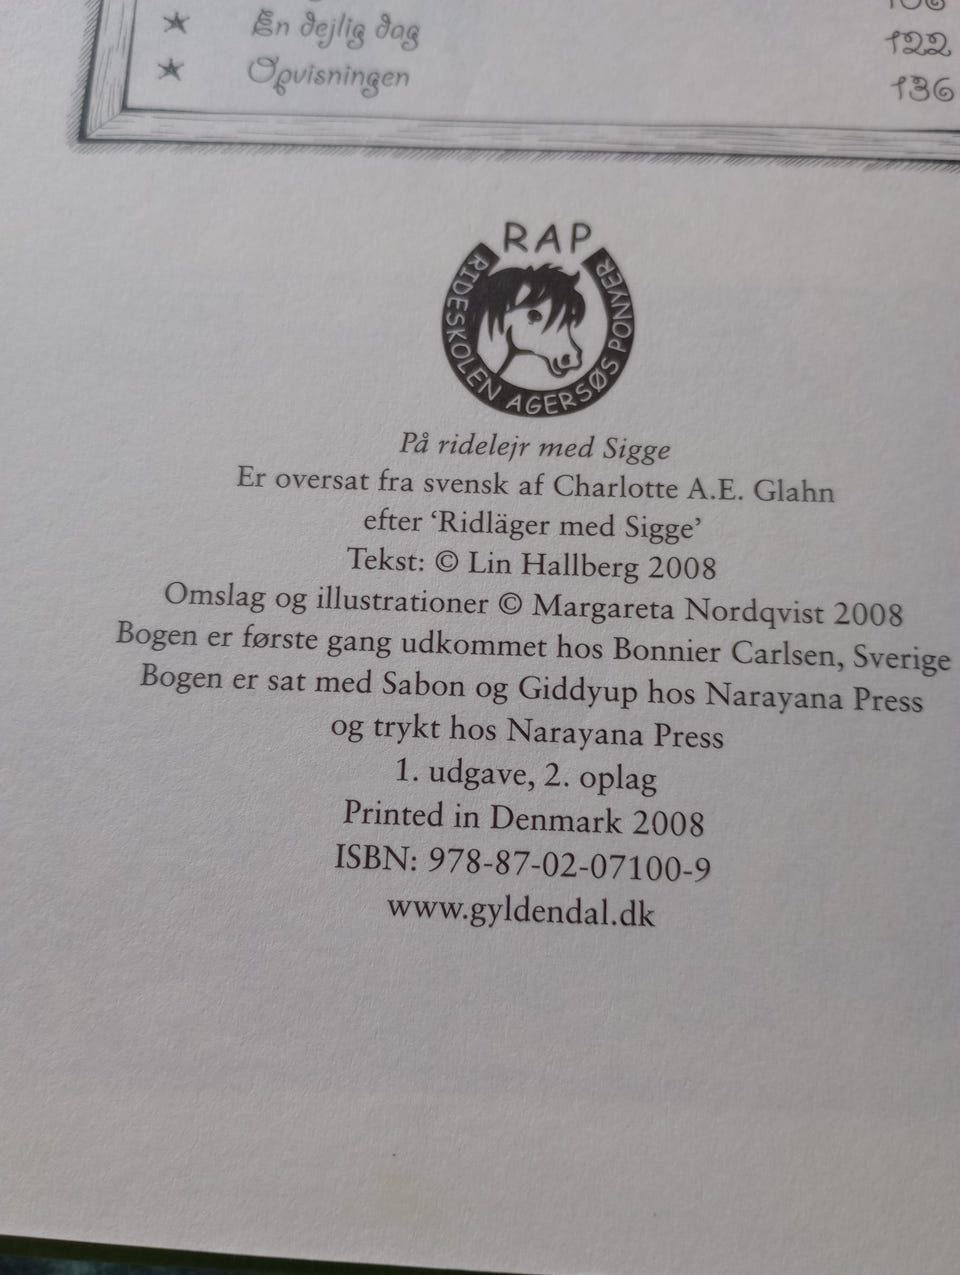 En dejlig dag 122
Opvisningen 136
RAP
RIDESKOLEN AGERSØS PONYER
På ridelejr med Sigge
Er oversat fra svensk af Charlotte A.E. Glahn
efter ‘Ridläger med Sigge’
Tekst: © Lin Hallberg 2008
Omslag og illustrationer © Margareta Nordqvist 2008
Bogen er første gang udkommet hos Bonnier Carlsen, Sverige
Bogen er sat med Sabon og Giddyup hos Narayana Press
og trykt hos Narayana Press
1. udgave, 2. oplag
Printed in Denmark 2008
ISBN: 978-87-02-07100-9
www.gyldendal.dk